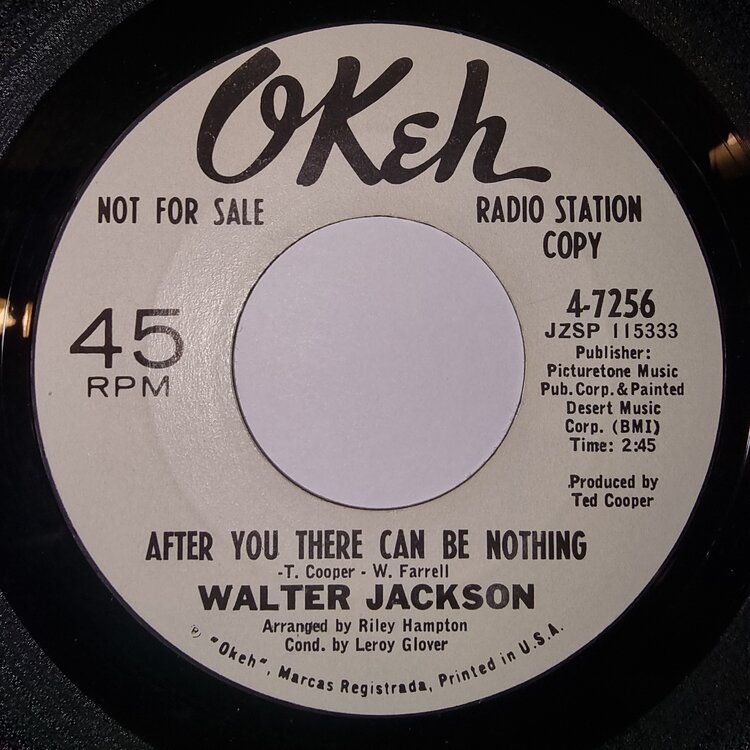 OKeh
NOT FOR SALE
RADIO STATION
COPY
45
RPM
4-7256
JZSP 115333
Publisher:
Picturetone Music
Pub. Corp. & Painted
Desert Music
Corp. (BMI)
Time: 2:45
Produced by
Ted Cooper
AFTER YOU THERE CAN BE NOTHING
-T. Cooper - W. Farrell
WALTER JACKSON
Arranged by Riley Hampton
Cond. by Leroy Glover
℗ "Okeh", Marcas Registrada, Printed in U.S.A.